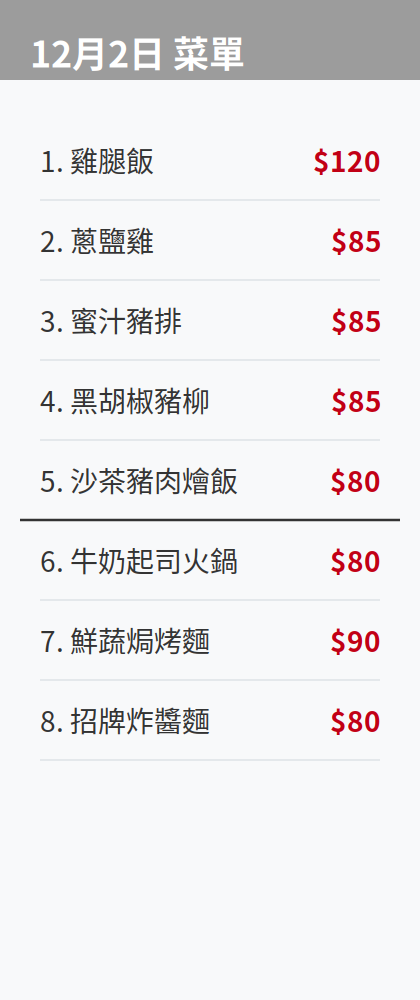 12月2日 菜單
1. 雞腿飯 $120
2. 蔥鹽雞 $85
3. 蜜汁豬排 $85
4. 黑胡椒豬柳 $85
5. 沙茶豬肉燴飯 $80
6. 牛奶起司火鍋 $80
7. 鮮蔬焗烤麵 $90
8. 招牌炸醬麵 $80